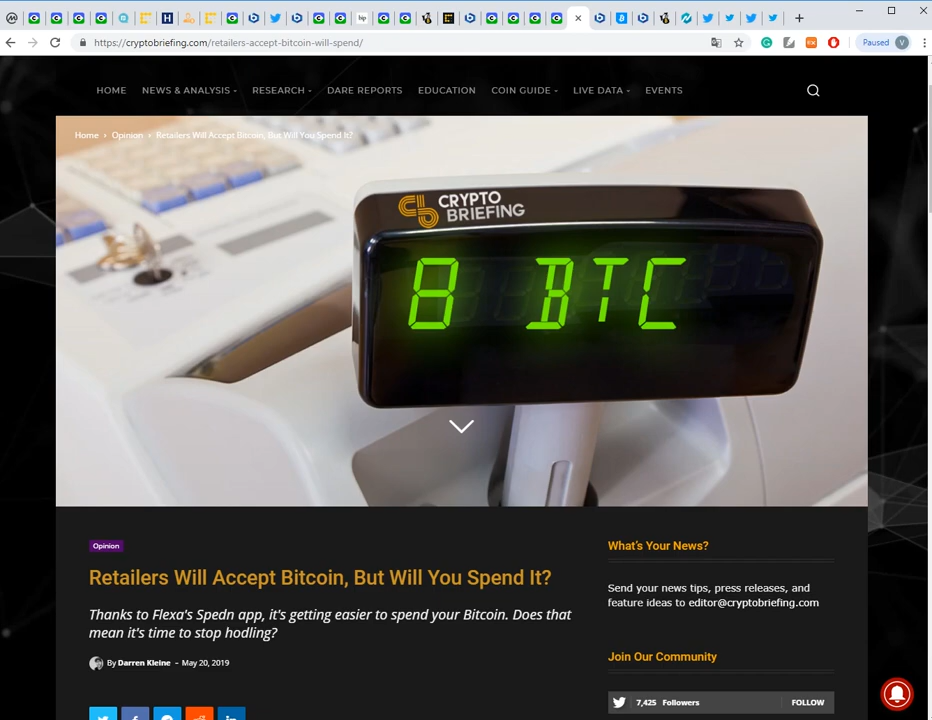 Paused
V
https://cryptobriefing.com/retailers-accept-bitcoin-will-spend/
HOME
NEWS & ANALYSIS
RESEARCH
DARE REPORTS
EDUCATION
COIN GUIDE
LIVE DATA
EVENTS
Home › Opinion › Retailers Will Accept Bitcoin, But Will You Spend It?
CRYPTO
BRIEFING
8 BTC
Opinion
Retailers Will Accept Bitcoin, But Will You Spend It?
Thanks to Flexa's Spedn app, it's getting easier to spend your Bitcoin. Does that
mean it's time to stop hodling?
By Darren Kleine - May 20, 2019
What's Your News?
Send your news tips, press releases, and
feature ideas to editor@cryptobriefing.com
Join Our Community
7,425 Followers
FOLLOW